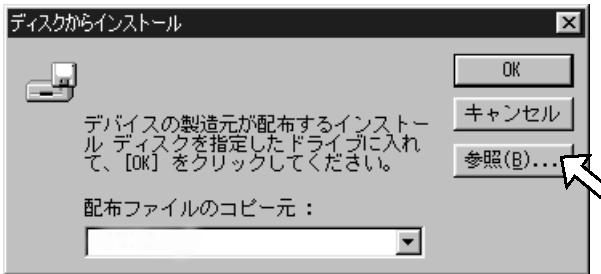 ディスクからインストール
OK
デバイスの製造元が配布するインストー
ル ディスクを指定したドライブに入れ
て、[OK] をクリックしてください。
キャンセル
参照(B)...
配布ファイルのコピー元：